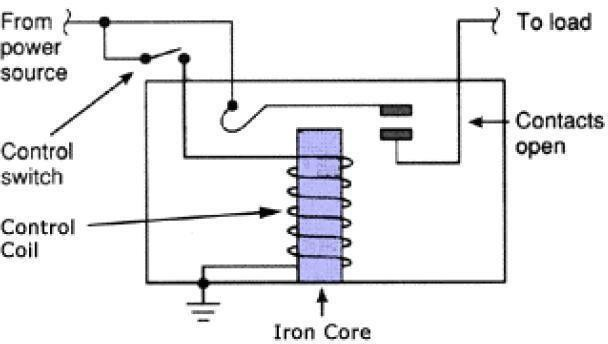 From
power
source
To load
Control
switch
Contacts
open
Control
Coil
Iron Core